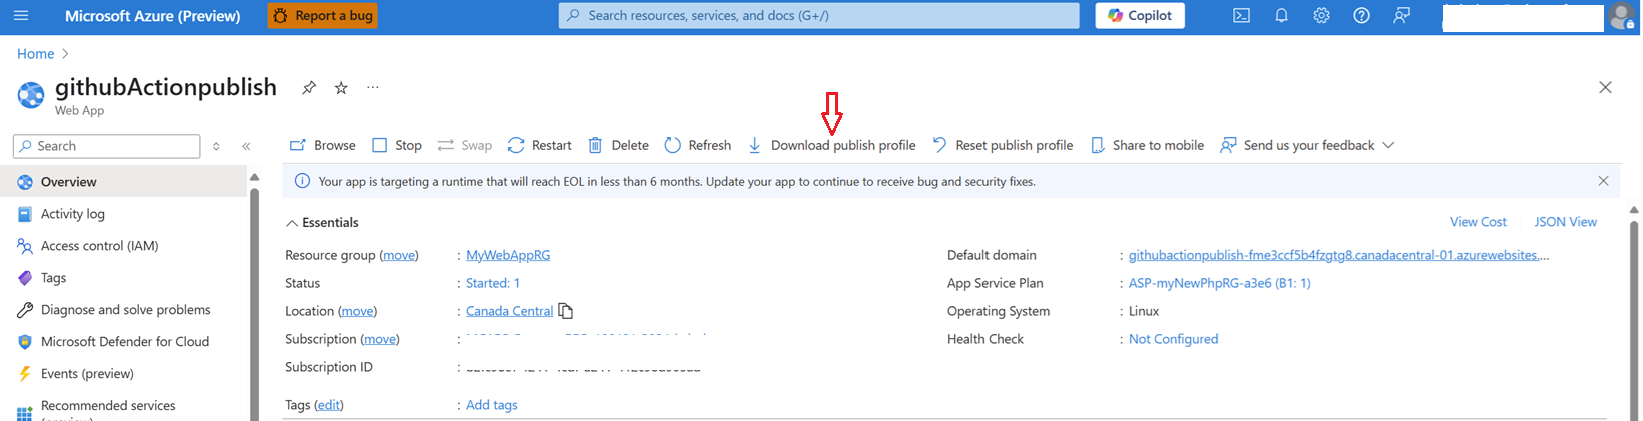 Microsoft Azure (Preview) Report a bug Search resources, services, and docs (G+/) Copilot
Home
githubActionpublish
Web App
Search
Browse Stop Swap Restart Delete Refresh Download publish profile Reset publish profile Share to mobile Send us your feedback
Overview
Your app is targeting a runtime that will reach EOL in less than 6 months. Update your app to continue to receive bug and security fixes.
Activity log
Essentials
View Cost JSON View
Access control (IAM)
Resource group (move) : MyWebAppRG
Default domain : githubactionpublish-fme3ccf5b4fzgtg8.canadacentral-01.azurewebsites....
Tags
Status : Started: 1
App Service Plan : ASP-myNewPhpRG-a3e6 (B1: 1)
Diagnose and solve problems
Location (move) : Canada Central
Operating System : Linux
Microsoft Defender for Cloud
Subscription (move) :
Health Check : Not Configured
Events (preview)
Subscription ID :
Recommended services
(preview)
Tags (edit) : Add tags